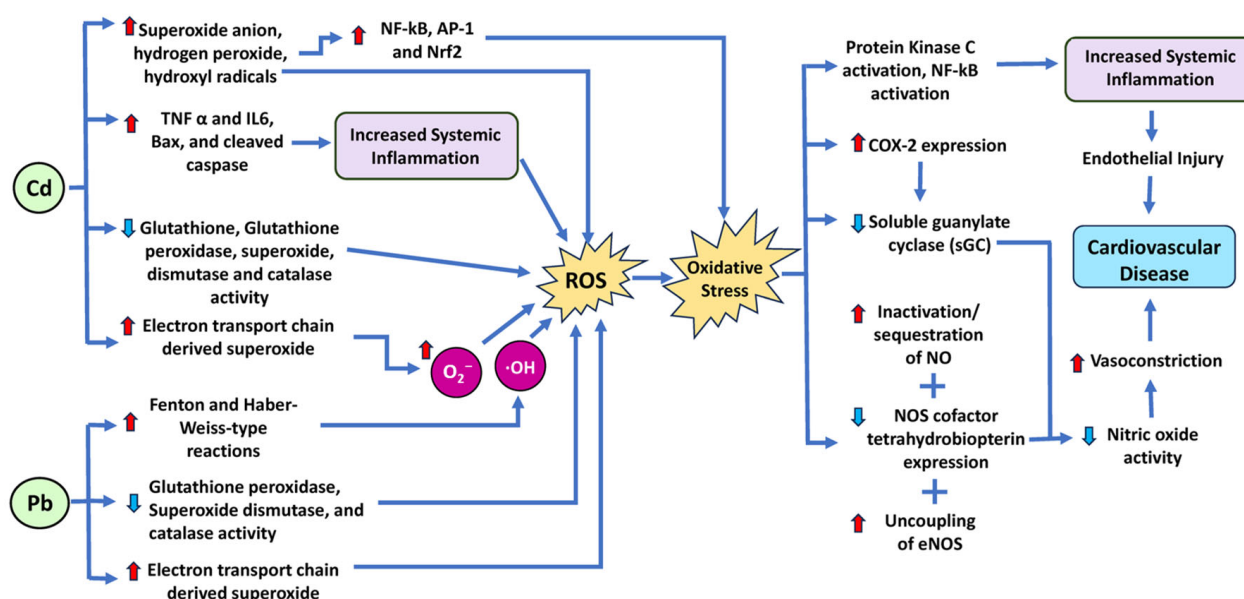 Cd
Superoxide anion,
hydrogen peroxide,
hydroxyl radicals
NF-kB, AP-1
and Nrf2
TNF α and IL6,
Bax, and cleaved
caspase
Increased Systemic
Inflammation
Glutathione, Glutathione
peroxidase, superoxide,
dismutase and catalase
activity
Electron transport chain
derived superoxide
O₂⁻
·OH
Pb
Fenton and Haber-
Weiss-type
reactions
Glutathione peroxidase,
Superoxide dismutase, and
catalase activity
Electron transport chain
derived superoxide
ROS
Oxidative
Stress
Protein Kinase C
activation, NF-kB
activation
Increased Systemic
Inflammation
COX-2 expression
Endothelial Injury
Soluble guanylate
cyclase (sGC)
Cardiovascular
Disease
Inactivation/
sequestration
of NO
+
NOS cofactor
tetrahydrobiopterin
expression
+
Uncoupling
of eNOS
Vasoconstriction
Nitric oxide
activity